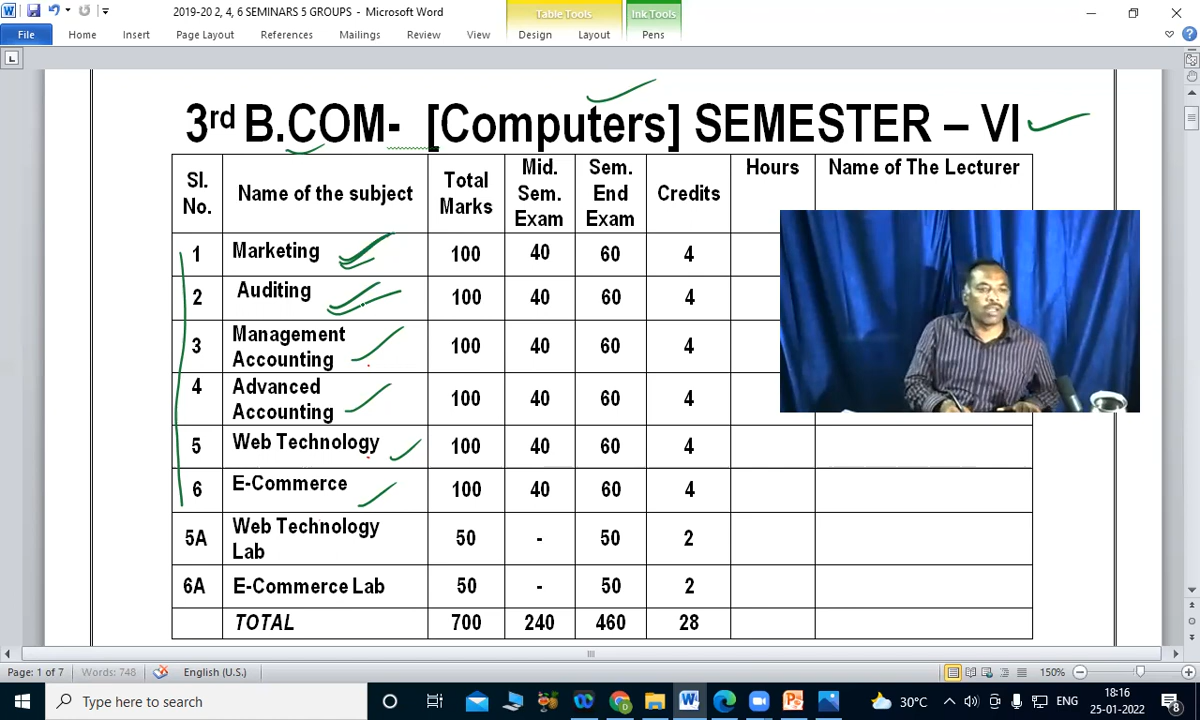 2019-20 2, 4, 6 SEMINARS 5 GROUPS - Microsoft Word
Table Tools
Ink Tools
File Home Insert Page Layout References Mailings Review View Design Layout Pens
3rd B.COM- [Computers] SEMESTER – VI
Sl. No. Name of the subject Total Marks Mid. Sem. Exam Sem. End Exam Credits Hours Name of The Lecturer
1 Marketing 100 40 60 4
2 Auditing 100 40 60 4
3 Management Accounting 100 40 60 4
4 Advanced Accounting 100 40 60 4
5 Web Technology 100 40 60 4
6 E-Commerce 100 40 60 4
5A Web Technology Lab 50 - 50 2
6A E-Commerce Lab 50 - 50 2
TOTAL 700 240 460 28
Page: 1 of 7 Words: 748 English (U.S.) 150%
Type here to search 30°C ENG 18:16
25-01-2022 8